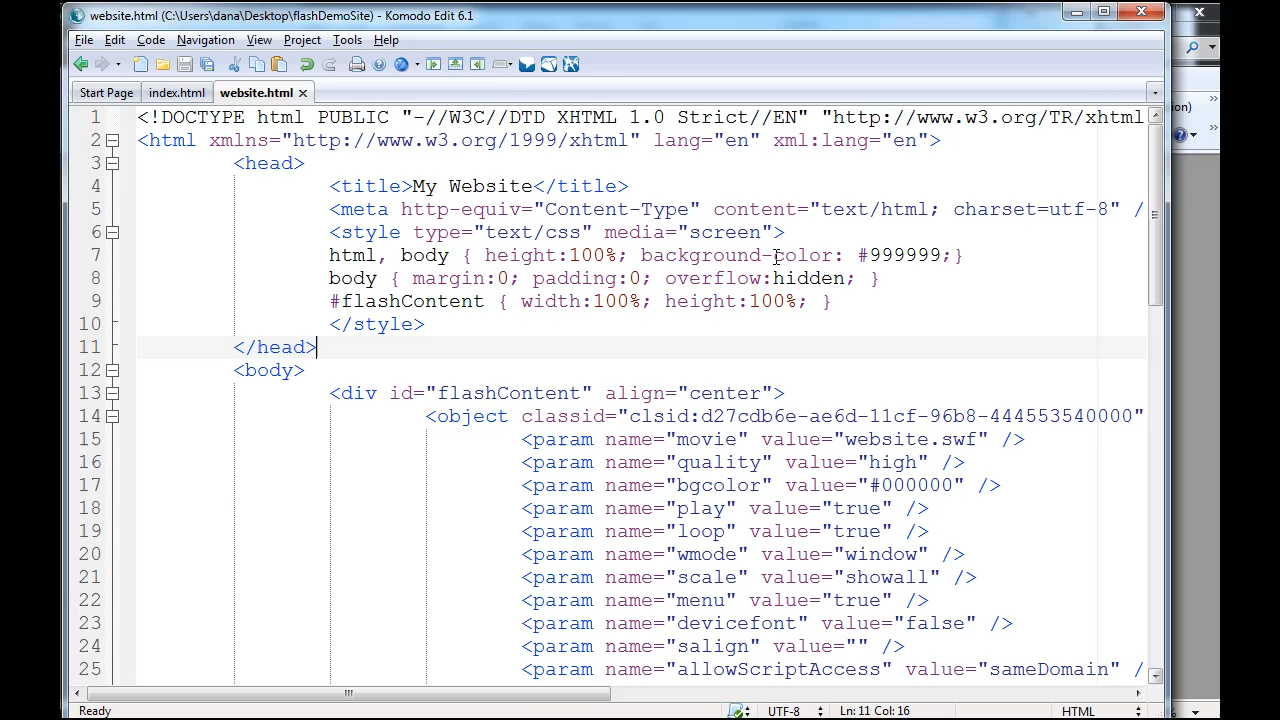 website.html (C:\Users\dana\Desktop\flashDemoSite) - Komodo Edit 6.1
File Edit Code Navigation View Project Tools Help
Start Page index.html website.html
1 <!DOCTYPE html PUBLIC "-//W3C//DTD XHTML 1.0 Strict//EN" "http://www.w3.org/TR/xhtml
2 <html xmlns="http://www.w3.org/1999/xhtml" lang="en" xml:lang="en">
3 <head>
4 <title>My Website</title>
5 <meta http-equiv="Content-Type" content="text/html; charset=utf-8" /
6 <style type="text/css" media="screen">
7 html, body { height:100%; background-color: #999999;}
8 body { margin:0; padding:0; overflow:hidden; }
9 #flashContent { width:100%; height:100%; }
10 </style>
11 </head>
12 <body>
13 <div id="flashContent" align="center">
14 <object classid="clsid:d27cdb6e-ae6d-11cf-96b8-444553540000"
15 <param name="movie" value="website.swf" />
16 <param name="quality" value="high" />
17 <param name="bgcolor" value="#000000" />
18 <param name="play" value="true" />
19 <param name="loop" value="true" />
20 <param name="wmode" value="window" />
21 <param name="scale" value="showall" />
22 <param name="menu" value="true" />
23 <param name="devicefont" value="false" />
24 <param name="salign" value="" />
25 <param name="allowScriptAccess" value="sameDomain" /
Ready UTF-8 Ln: 11 Col: 16 HTML
ion)
%